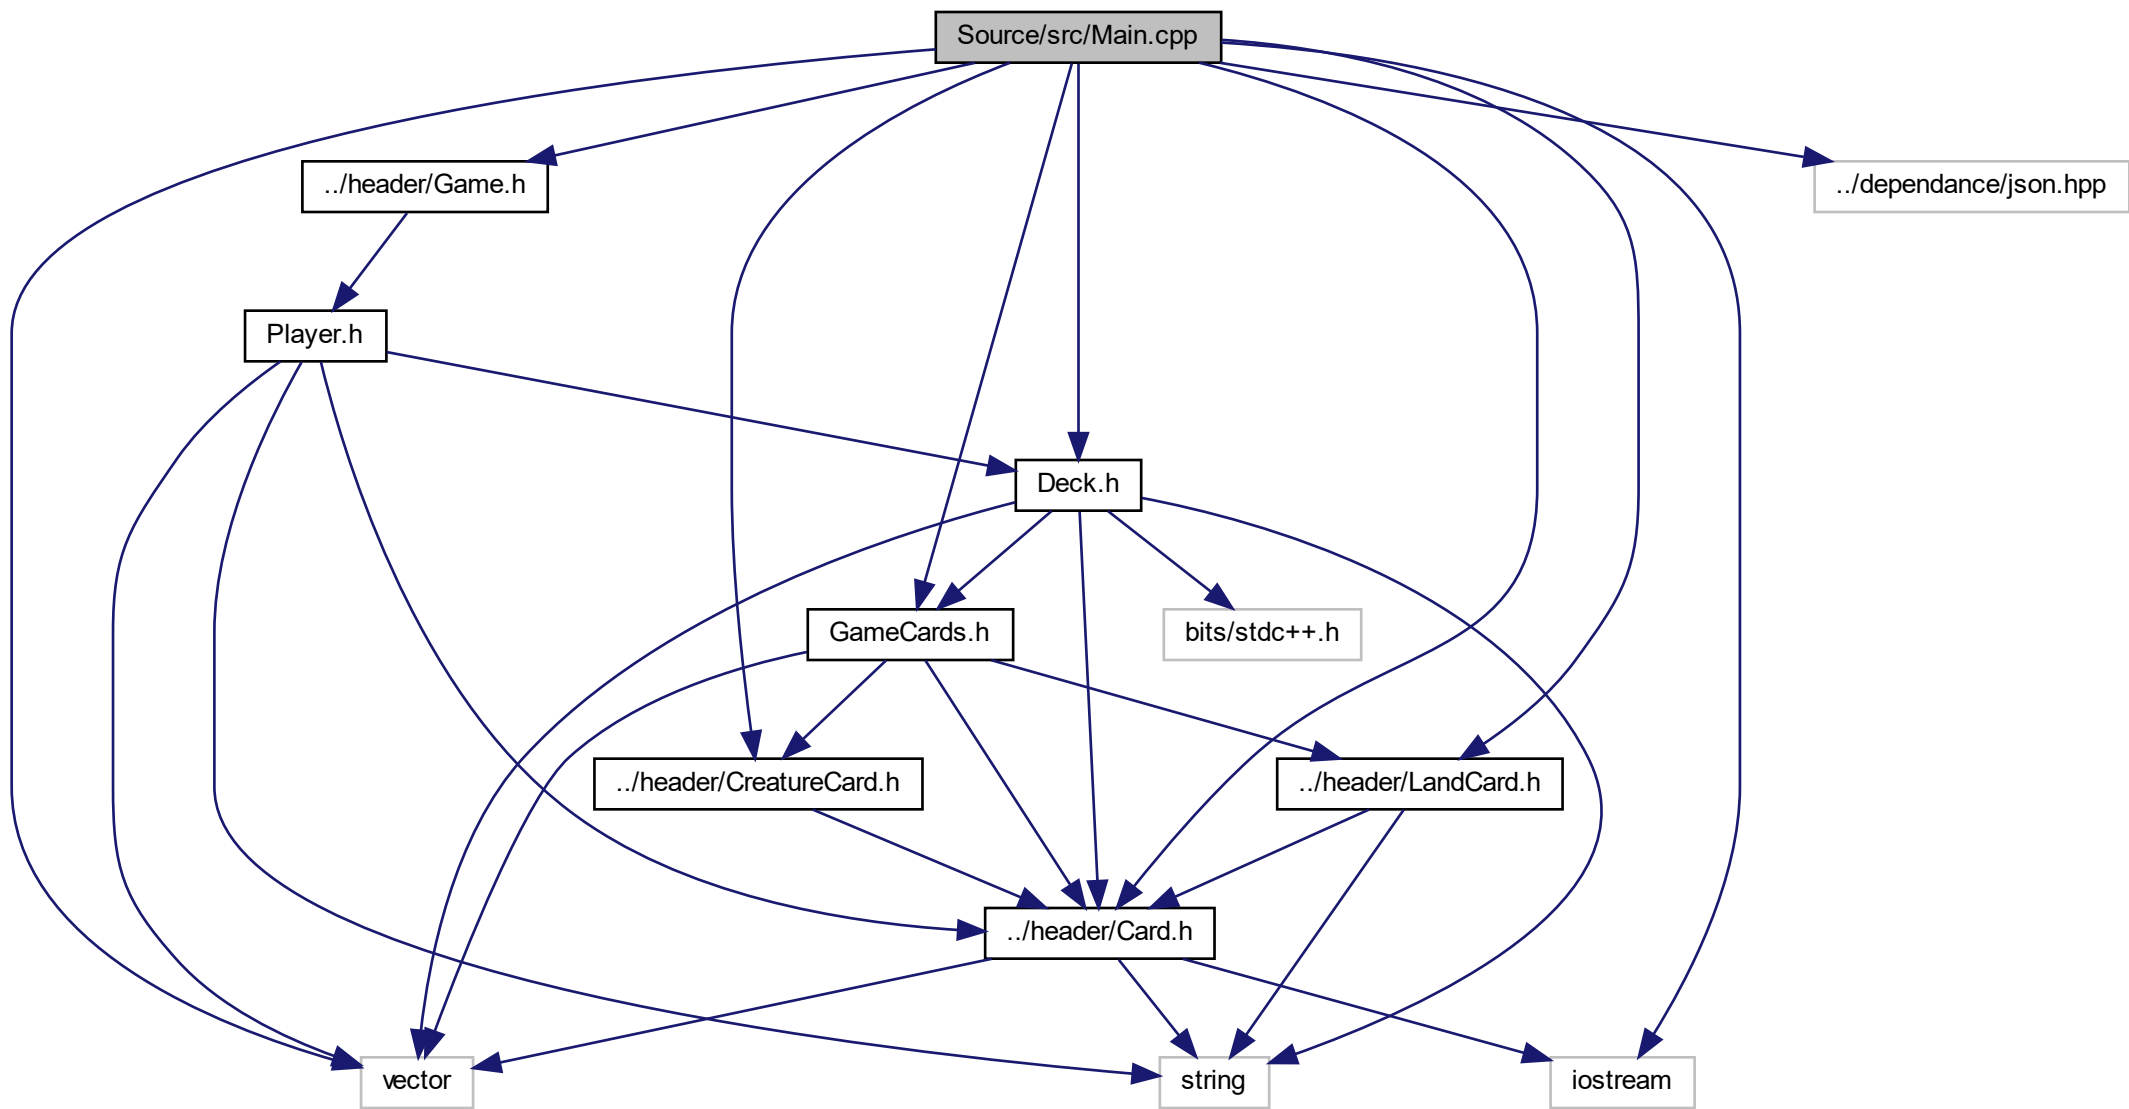 Source/src/Main.cpp
../header/Game.h
../dependance/json.hpp
Player.h
Deck.h
GameCards.h
bits/stdc++.h
../header/CreatureCard.h
../header/LandCard.h
../header/Card.h
vector
string
iostream